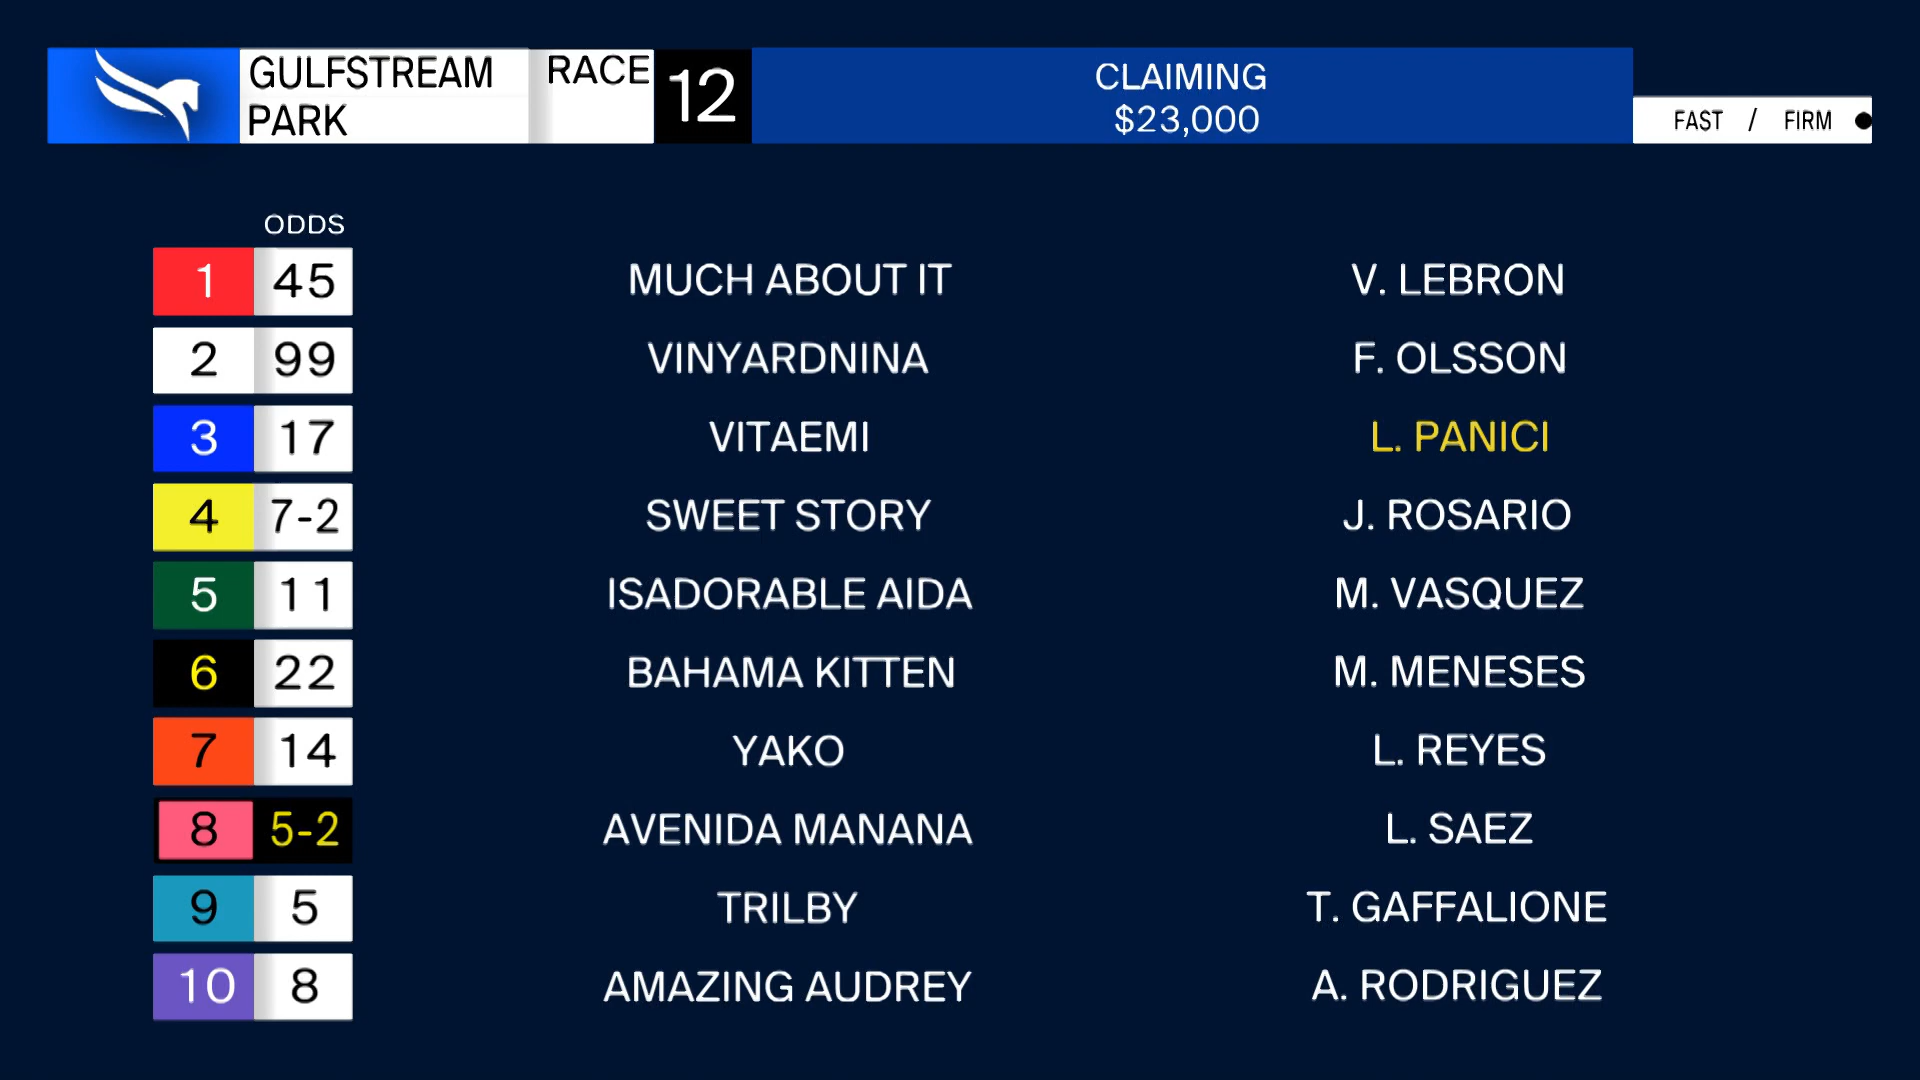 GULFSTREAM PARK
RACE 12
CLAIMING
$23,000
FAST / FIRM
ODDS
1 45 MUCH ABOUT IT V. LEBRON
2 99 VINYARDNINA F. OLSSON
3 17 VITAEMI L. PANICI
4 7-2 SWEET STORY J. ROSARIO
5 11 ISADORABLE AIDA M. VASQUEZ
6 22 BAHAMA KITTEN M. MENESES
7 14 YAKO L. REYES
8 5-2 AVENIDA MANANA L. SAEZ
9 5 TRILBY T. GAFFALIONE
10 8 AMAZING AUDREY A. RODRIGUEZ